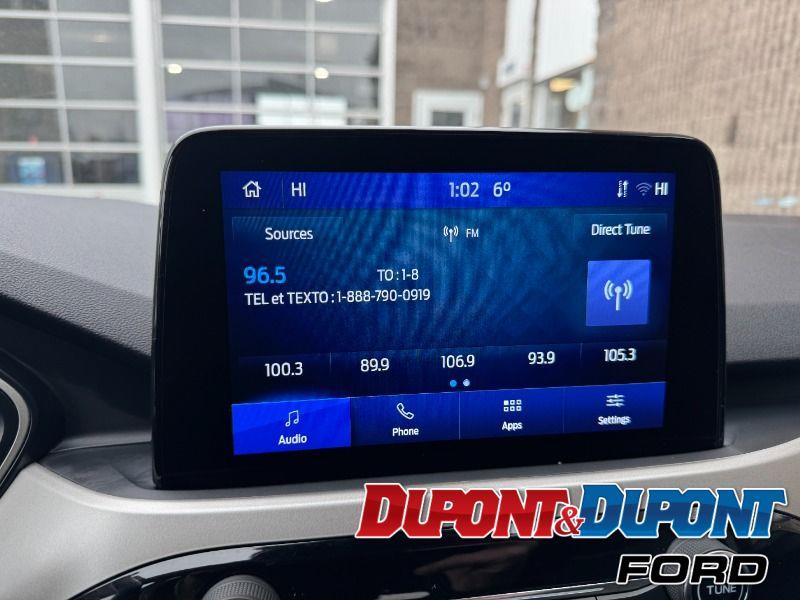 HI 1:02 6° HI
Sources FM Direct Tune
96.5 TO : 1-8
TEL et TEXTO : 1-888-790-0919
100.3 89.9 106.9 93.9 105.3
Audio Phone Apps Settings
DUPONT & DUPONT
FORD
TUNE